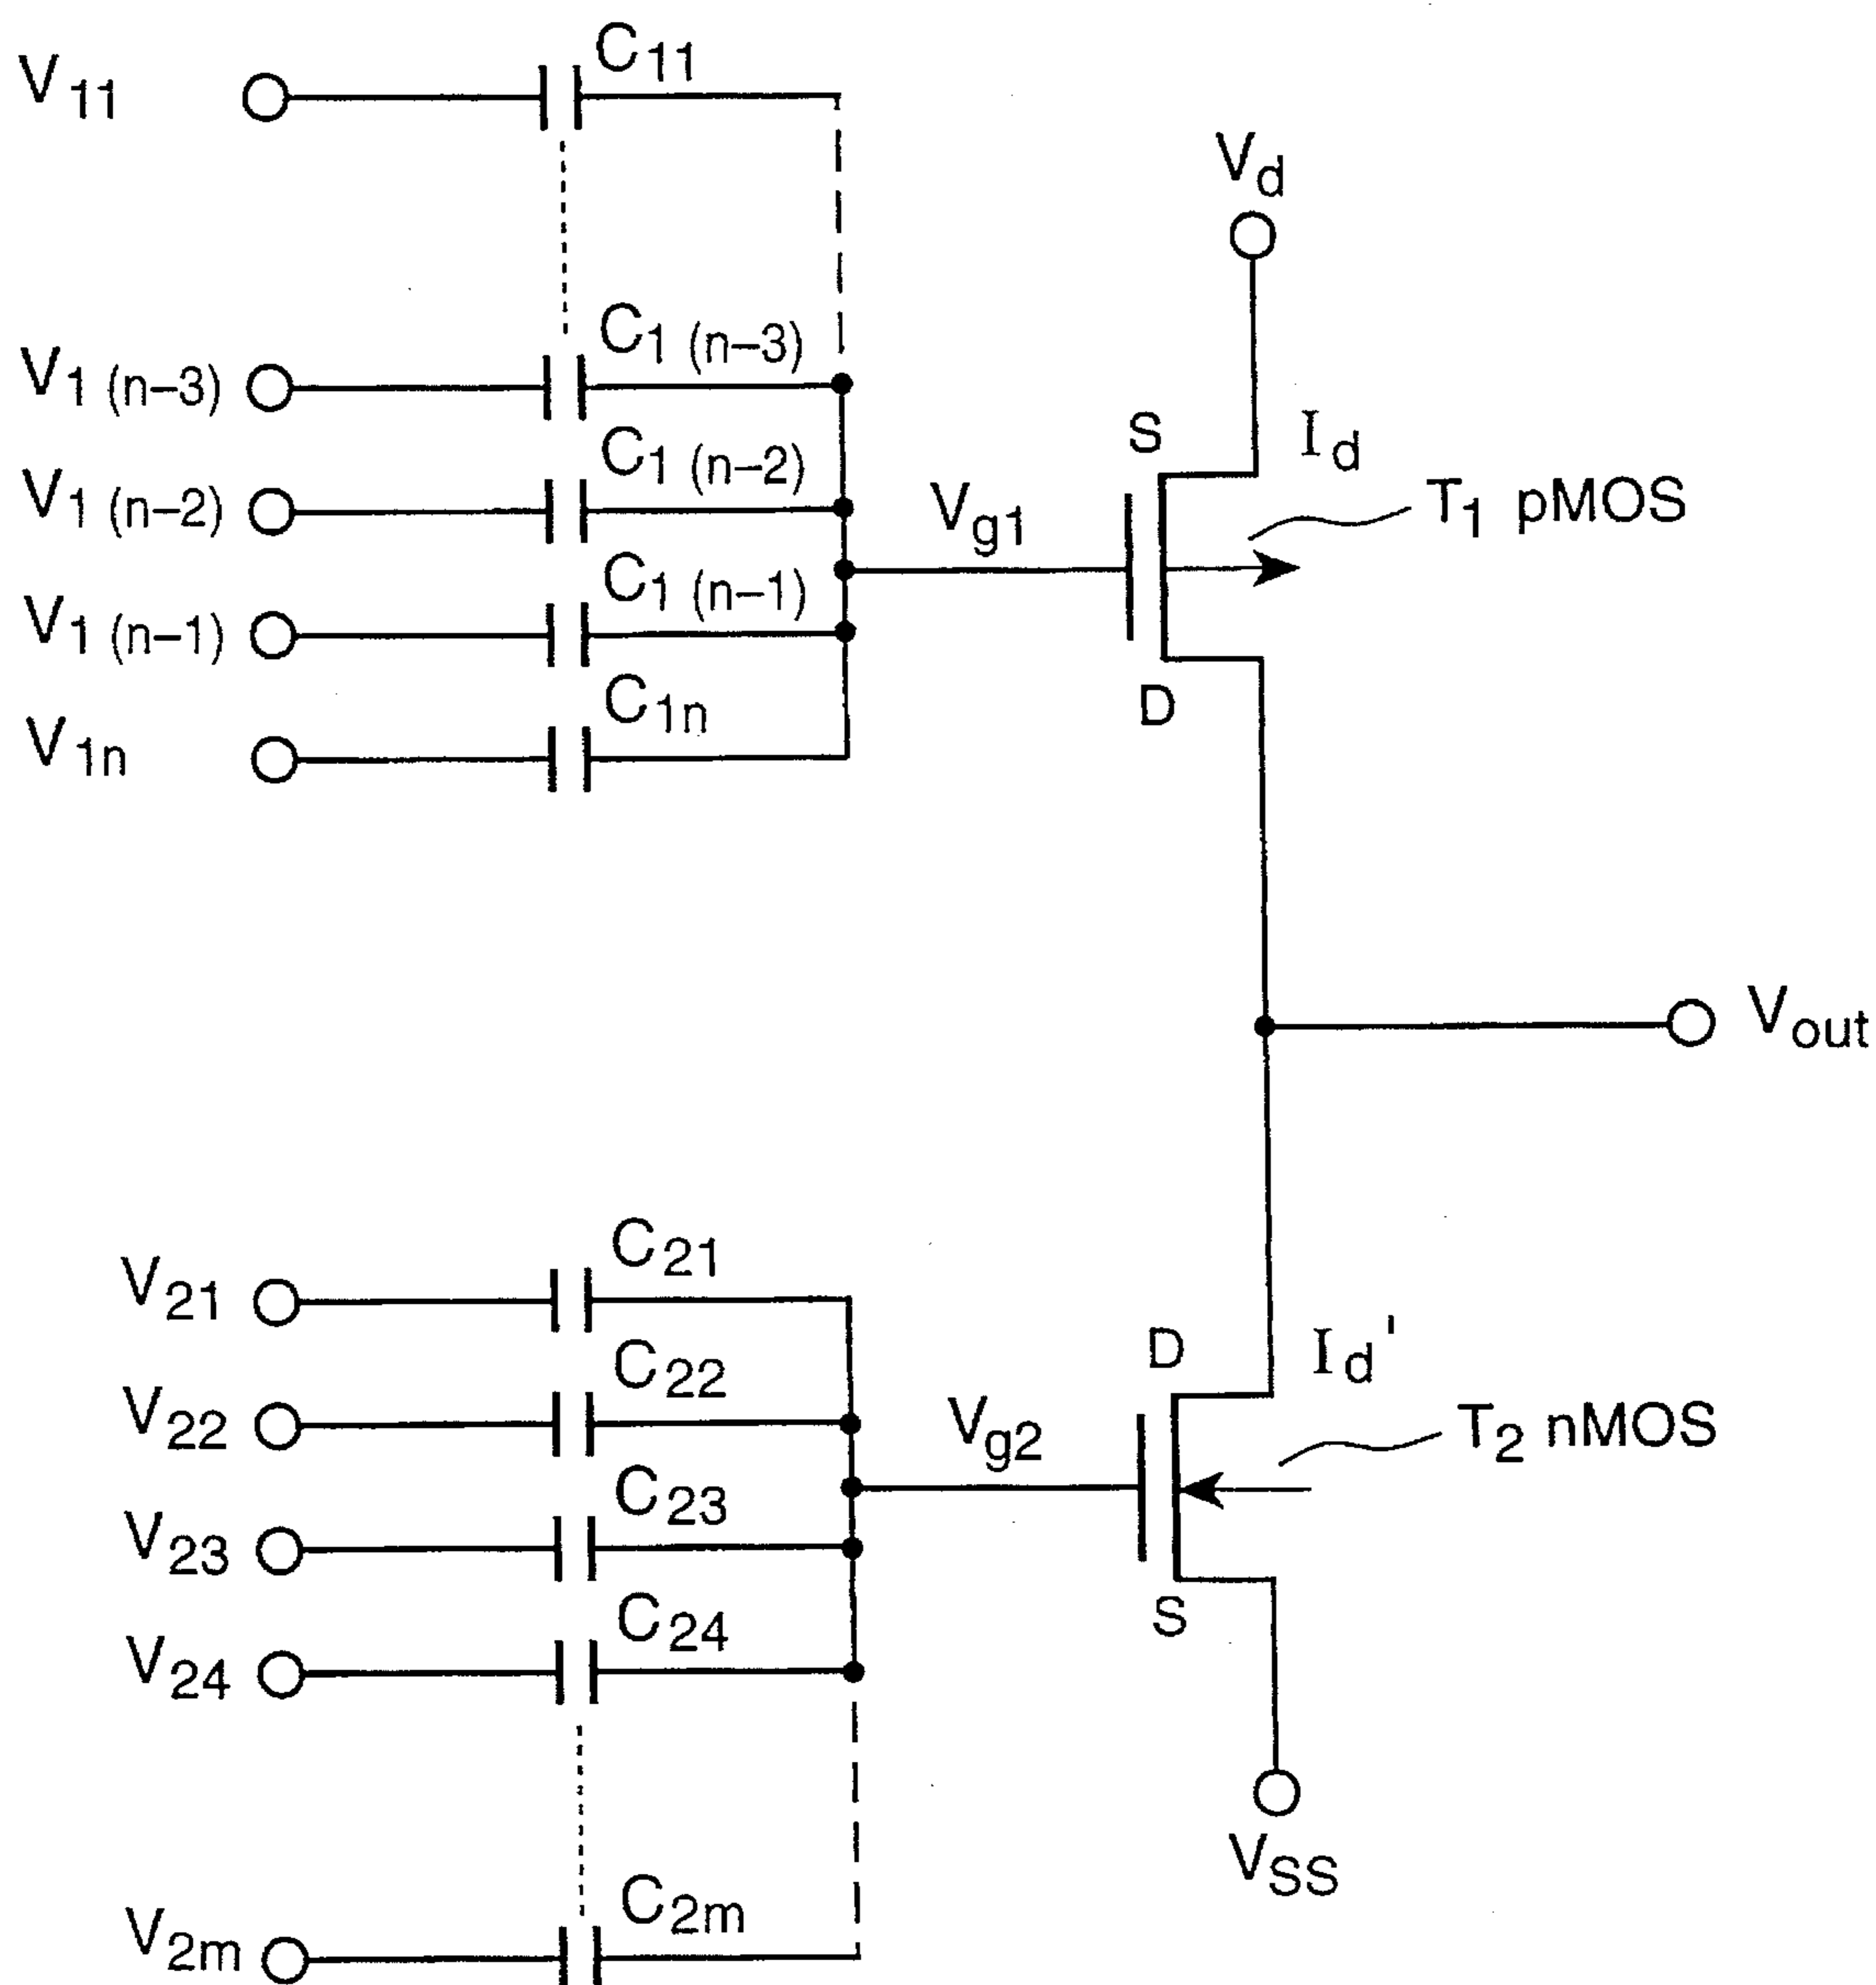 V11
C11
Vd
V1 (n-3)
C1 (n-3)
S
Id
V1 (n-2)
C1 (n-2)
Vg1
T1 pMOS
V1 (n-1)
C1 (n-1)
D
V1n
C1n
Vout
V21
C21
V22
C22
D
Id'
Vg2
T2 nMOS
V23
C23
V24
C24
S
VSS
V2m
C2m